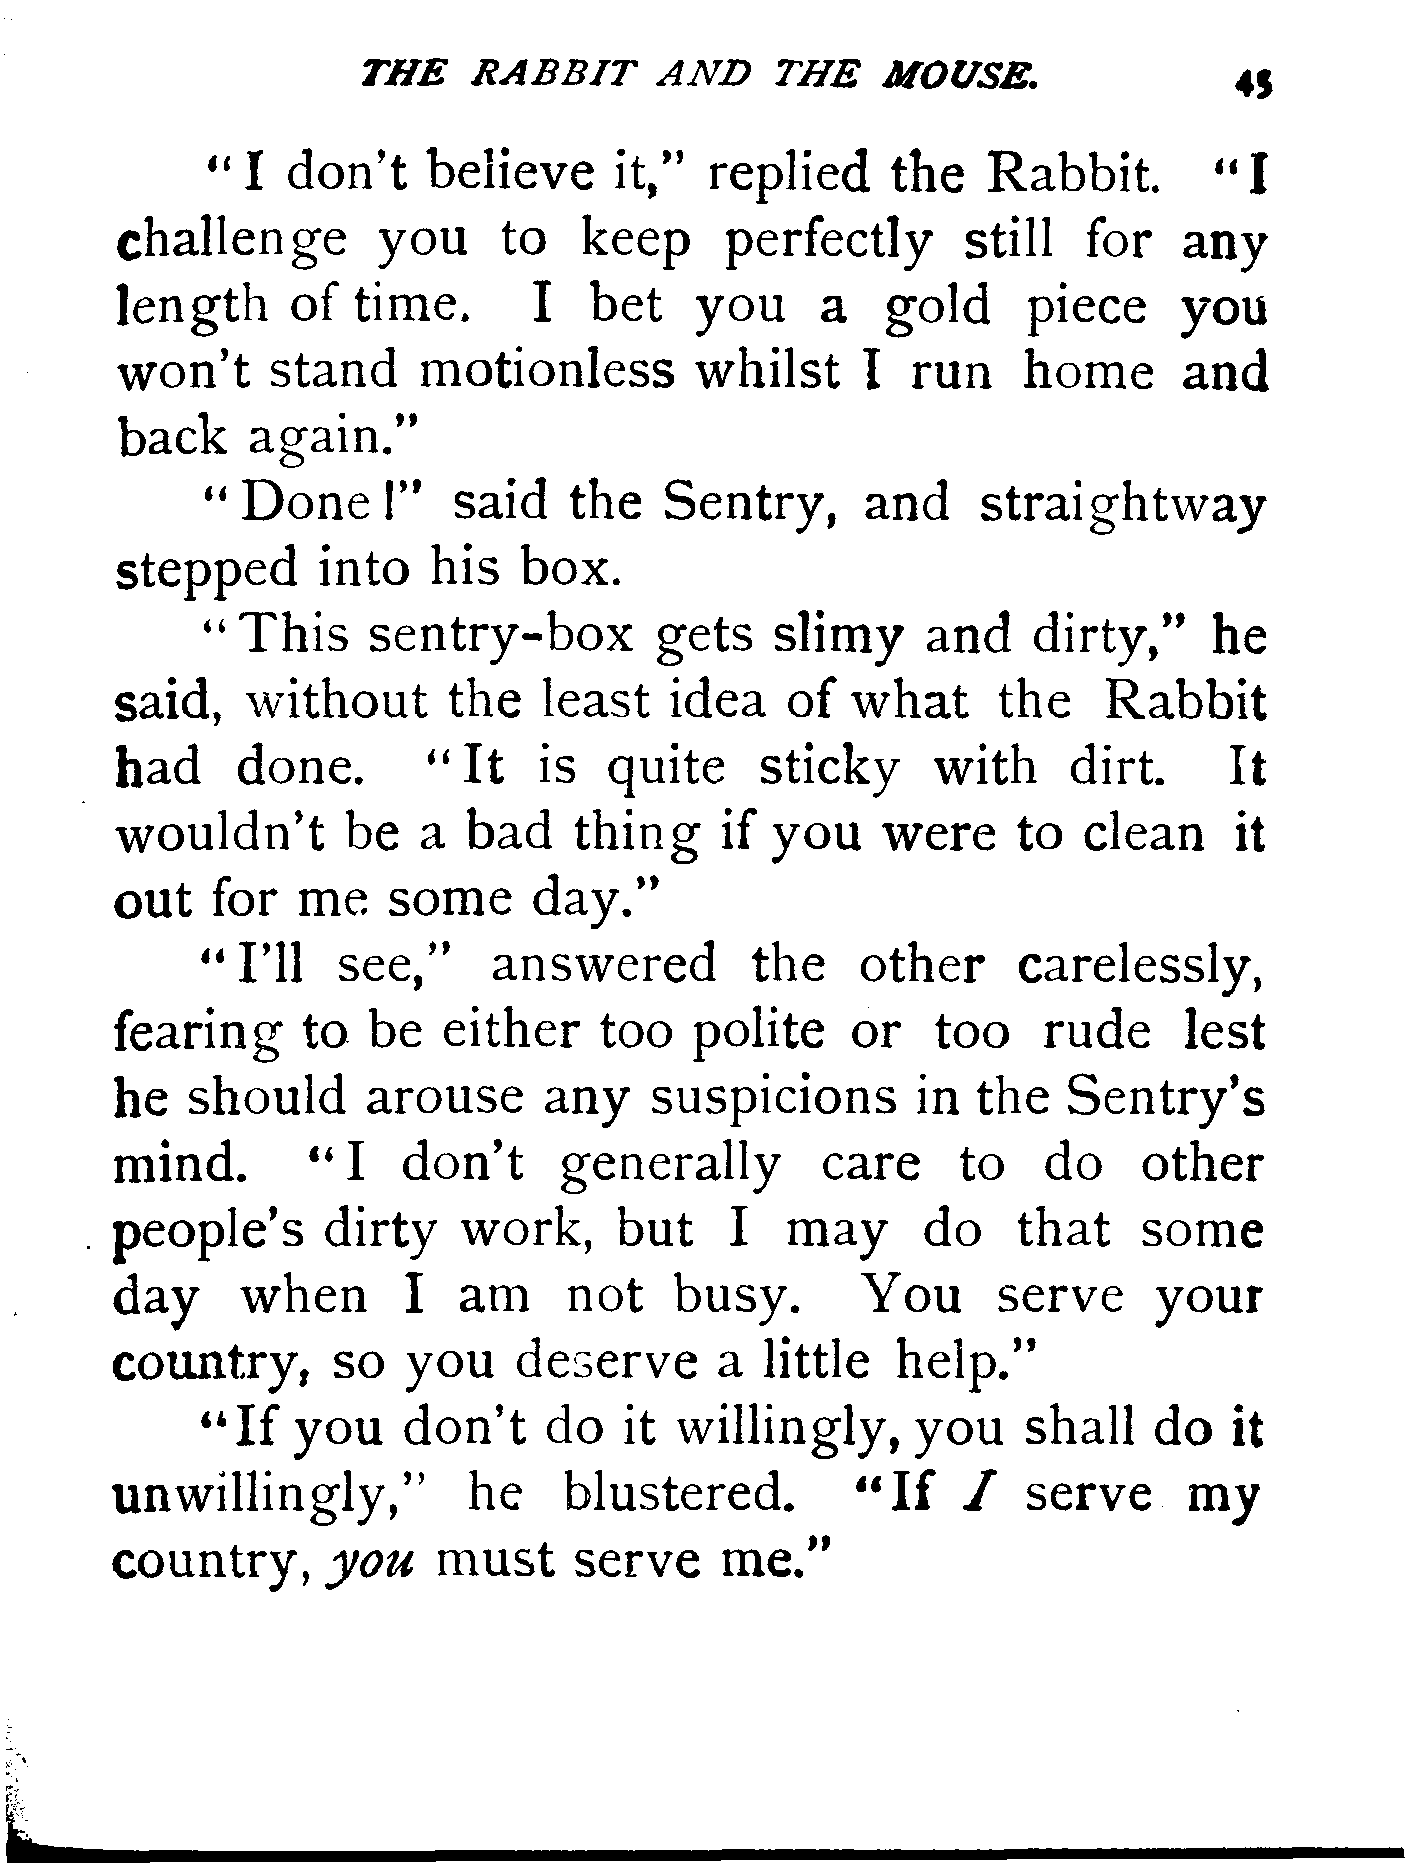 THE RABBIT AND THE MOUSE. 45
“I don't believe it,” replied the Rabbit. “I
challenge you to keep perfectly still for any
length of time. I bet you a gold piece you
won't stand motionless whilst I run home and
back again.”
“Done!” said the Sentry, and straightway
stepped into his box.
“This sentry-box gets slimy and dirty,” he
said, without the least idea of what the Rabbit
had done. “It is quite sticky with dirt. It
wouldn't be a bad thing if you were to clean it
out for me some day.”
“I'll see,” answered the other carelessly,
fearing to be either too polite or too rude lest
he should arouse any suspicions in the Sentry's
mind. “I don't generally care to do other
people's dirty work, but I may do that some
day when I am not busy. You serve your
country, so you deserve a little help.”
“If you don't do it willingly, you shall do it
unwillingly,” he blustered. “If I serve my
country, you must serve me.”